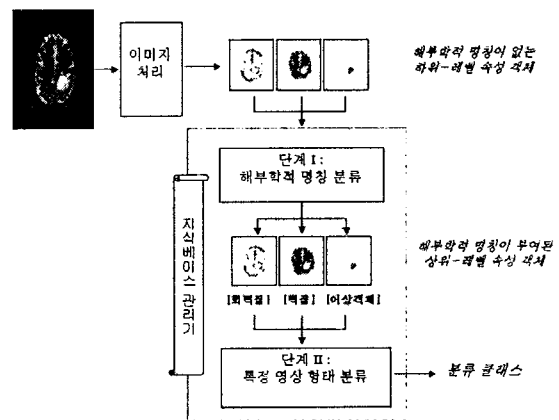 이미지
처리
해부학적 명칭이 없는
하위-레벨 속성 객체
단계 I :
해부학적 명칭 분류
지식베이스 관리기
해부학적 명칭이 부여된
상위-레벨 속성 객체
[회백질] [백질] [이상객체]
단계 II :
특정 영상 형태 분류
분류 클래스